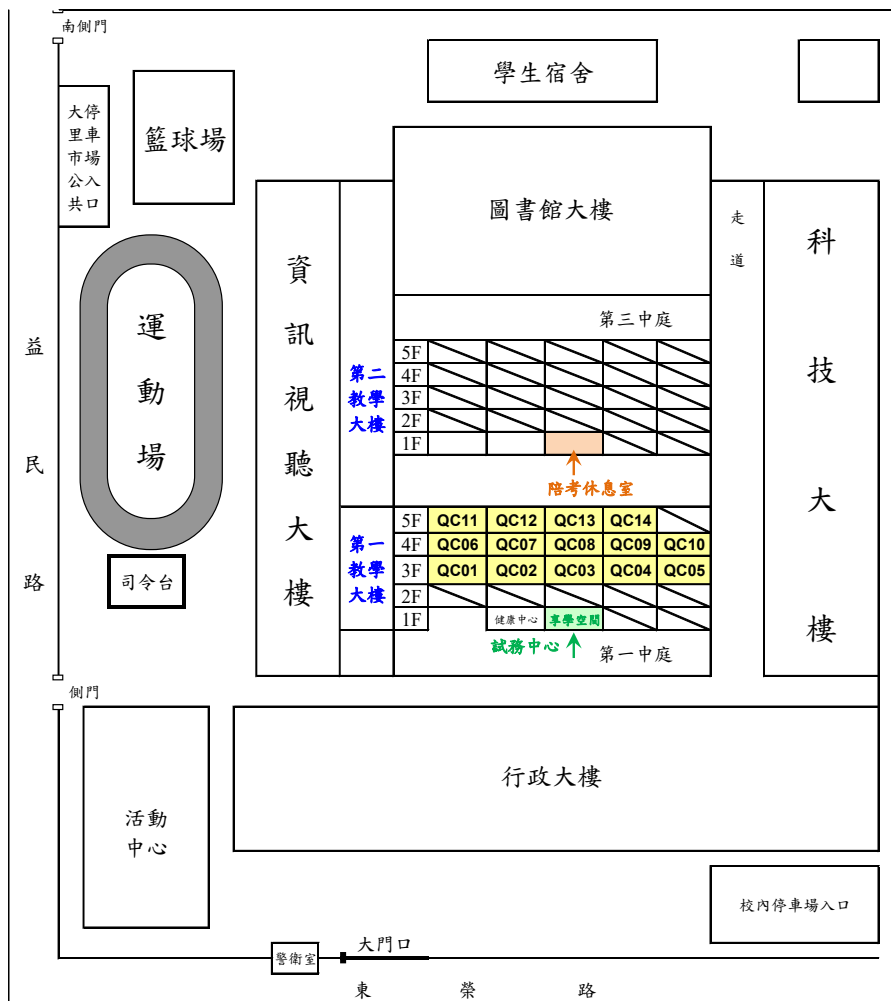 南側門
學生宿舍
大里市公共
停車場入口
籃球場
圖書館大樓
走道
科技大樓
資訊視聽大樓
運動場
益民路
第三中庭
第二
教學
大樓
5F
4F
3F
2F
1F
陪考休息室
第一
教學
大樓
5F QC11 QC12 QC13 QC14
4F QC06 QC07 QC08 QC09 QC10
3F QC01 QC02 QC03 QC04 QC05
2F
1F 健康中心 享學空間
試務中心
第一中庭
司令台
側門
行政大樓
活動
中心
校內停車場入口
大門口
警衛室
東榮路